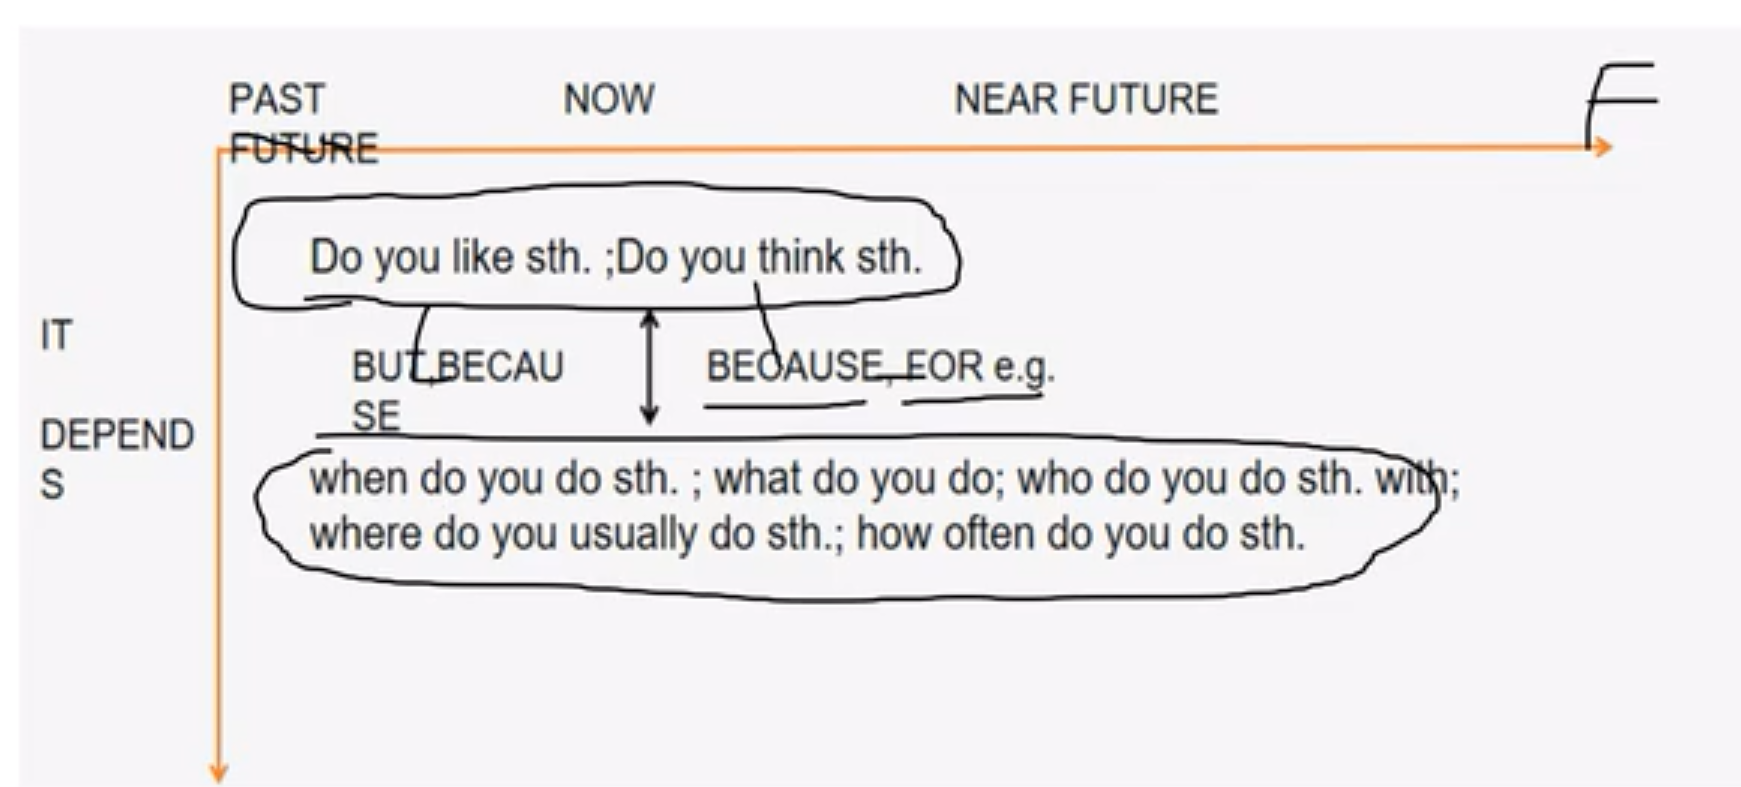 PAST NOW NEAR FUTURE F
FUTURE
Do you like sth. ;Do you think sth.
IT
BUT,BECAU BECAUSE, FOR e.g.
SE
DEPEND
S
when do you do sth. ; what do you do; who do you do sth. with;
where do you usually do sth.; how often do you do sth.